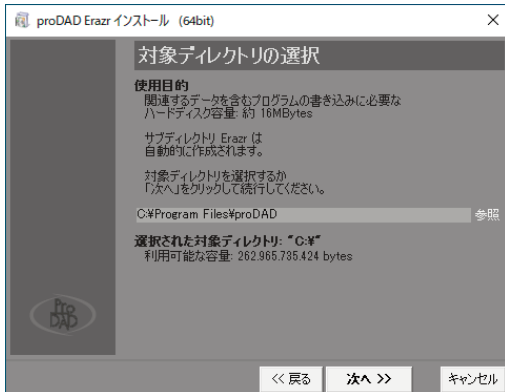 proDAD Erazr インストール (64bit)
対象ディレクトリの選択
使用目的
関連するデータを含むプログラムの書き込みに必要な
ハードディスク容量: 約 16MBytes
サブディレクトリ Erazr は
自動的に作成されます。
対象ディレクトリを選択するか
「次へ」をクリックして続行してください。
C:¥Program Files¥proDAD
参照
選択された対象ディレクトリ: "C:¥"
利用可能な容量: 262.965.735.424 bytes
ProDAD
<< 戻る
次へ >>
キャンセル